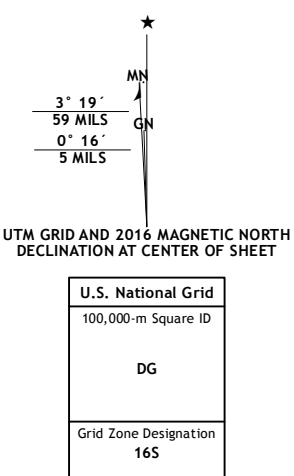 ★
MN
3° 19´
59 MILS
GN
0° 16´
5 MILS
UTM GRID AND 2016 MAGNETIC NORTH
DECLINATION AT CENTER OF SHEET
U.S. National Grid
100,000-m Square ID
DG
Grid Zone Designation
16S